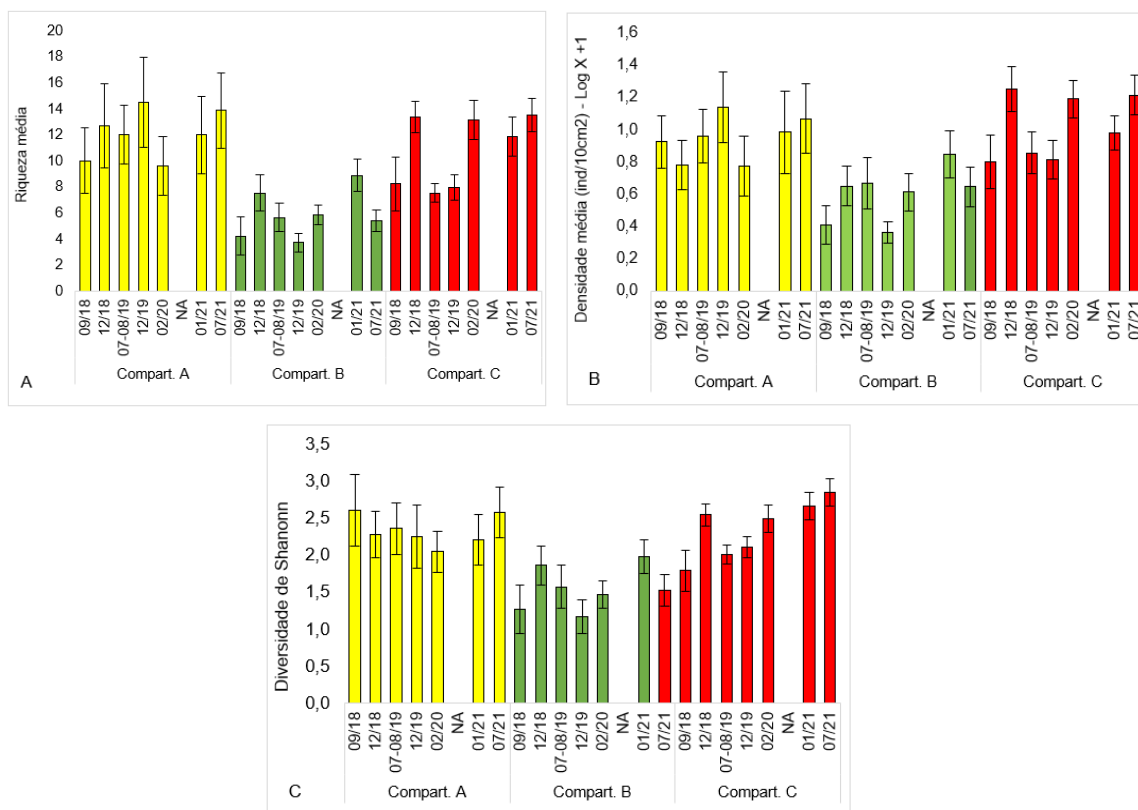 20
18
16
14
12
10
8
6
4
2
0
Riqueza média
09/18 12/18 07-08/19 12/19 02/20 NA 01/21 07/21 09/18 12/18 07-08/19 12/19 02/20 NA 01/21 07/21 09/18 12/18 07-08/19 12/19 02/20 NA 01/21 07/21
Compart. A Compart. B Compart. C
A
1,6
1,4
1,2
1,0
0,8
0,6
0,4
0,2
0,0
Densidade média (ind/10cm2) - Log X +1
09/18 12/18 07-08/19 12/19 02/20 NA 01/21 07/21 09/18 12/18 07-08/19 12/19 02/20 NA 01/21 07/21 09/18 12/18 07-08/19 12/19 02/20 NA 01/21 07/21
Compart. A Compart. B Compart. C
B
3,5
3,0
2,5
2,0
1,5
1,0
0,5
0,0
Diversidade de Shanonn
09/18 12/18 07-08/19 12/19 02/20 NA 01/21 07/21 09/18 12/18 07-08/19 12/19 02/20 NA 01/21 07/21 09/18 12/18 07-08/19 12/19 02/20 NA 01/21 07/21
Compart. A Compart. B Compart. C
C